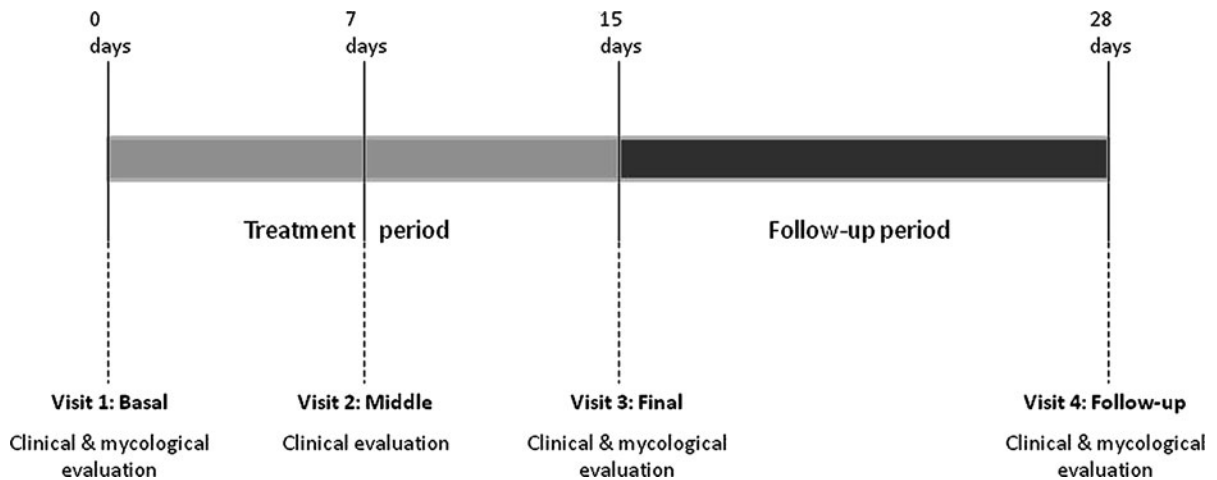 0
days
7
days
15
days
28
days
Treatment period
Follow-up period
Visit 1: Basal
Clinical & mycological
evaluation
Visit 2: Middle
Clinical evaluation
Visit 3: Final
Clinical & mycological
evaluation
Visit 4: Follow-up
Clinical & mycological
evaluation